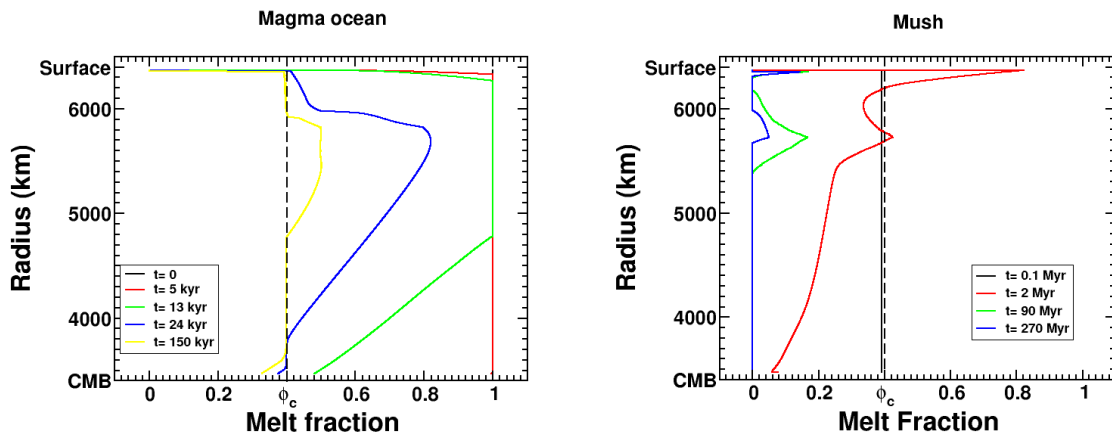 Magma ocean
Surface
6000
5000
4000
CMB
Radius (km)
t= 0
t= 5 kyr
t= 13 kyr
t= 24 kyr
t= 150 kyr
0
0.2
ϕc
0.6
0.8
1
Melt fraction
Mush
Surface
6000
5000
4000
CMB
Radius (km)
t= 0.1 Myr
t= 2 Myr
t= 90 Myr
t= 270 Myr
0
0.2
ϕc
0.6
0.8
1
Melt Fraction